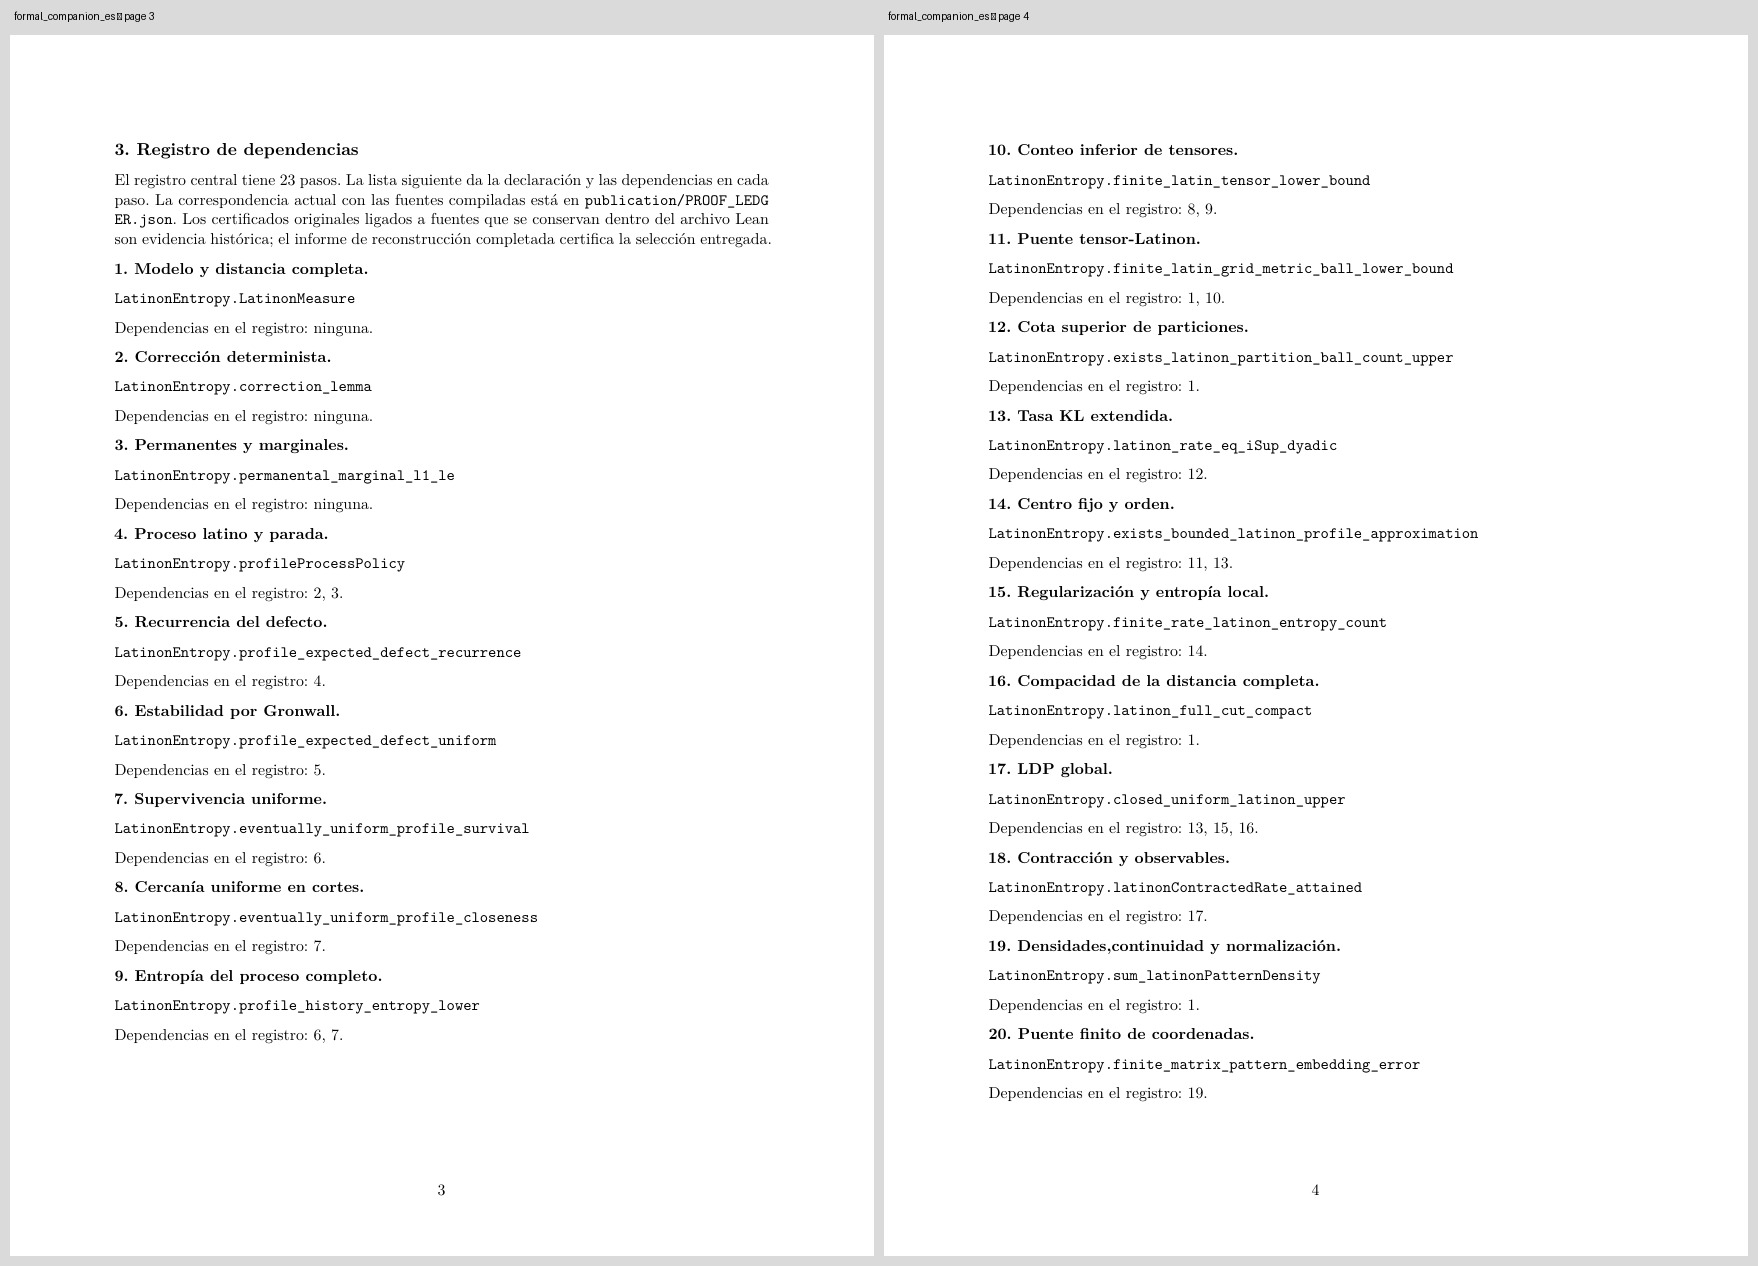 formal_companion_es page 3
3. Registro de dependencias
El registro central tiene 23 pasos. La lista siguiente da la declaración y las dependencias en cada
paso. La correspondencia actual con las fuentes compiladas está en publication/PROOF_LEDG
ER.json. Los certificados originales ligados a fuentes que se conservan dentro del archivo Lean
son evidencia histórica; el informe de reconstrucción completada certifica la selección entregada.
1. Modelo y distancia completa.
LatinonEntropy.LatinonMeasure
Dependencias en el registro: ninguna.
2. Corrección determinista.
LatinonEntropy.correction_lemma
Dependencias en el registro: ninguna.
3. Permanentes y marginales.
LatinonEntropy.permanental_marginal_l1_le
Dependencias en el registro: ninguna.
4. Proceso latino y parada.
LatinonEntropy.profileProcessPolicy
Dependencias en el registro: 2, 3.
5. Recurrencia del defecto.
LatinonEntropy.profile_expected_defect_recurrence
Dependencias en el registro: 4.
6. Estabilidad por Gronwall.
LatinonEntropy.profile_expected_defect_uniform
Dependencias en el registro: 5.
7. Supervivencia uniforme.
LatinonEntropy.eventually_uniform_profile_survival
Dependencias en el registro: 6.
8. Cercanía uniforme en cortes.
LatinonEntropy.eventually_uniform_profile_closeness
Dependencias en el registro: 7.
9. Entropía del proceso completo.
LatinonEntropy.profile_history_entropy_lower
Dependencias en el registro: 6, 7.
3
formal_companion_es page 4
10. Conteo inferior de tensores.
LatinonEntropy.finite_latin_tensor_lower_bound
Dependencias en el registro: 8, 9.
11. Puente tensor-Latinon.
LatinonEntropy.finite_latin_grid_metric_ball_lower_bound
Dependencias en el registro: 1, 10.
12. Cota superior de particiones.
LatinonEntropy.exists_latinon_partition_ball_count_upper
Dependencias en el registro: 1.
13. Tasa KL extendida.
LatinonEntropy.latinon_rate_eq_iSup_dyadic
Dependencias en el registro: 12.
14. Centro fijo y orden.
LatinonEntropy.exists_bounded_latinon_profile_approximation
Dependencias en el registro: 11, 13.
15. Regularización y entropía local.
LatinonEntropy.finite_rate_latinon_entropy_count
Dependencias en el registro: 14.
16. Compacidad de la distancia completa.
LatinonEntropy.latinon_full_cut_compact
Dependencias en el registro: 1.
17. LDP global.
LatinonEntropy.closed_uniform_latinon_upper
Dependencias en el registro: 13, 15, 16.
18. Contracción y observables.
LatinonEntropy.latinonContractedRate_attained
Dependencias en el registro: 17.
19. Densidades,continuidad y normalización.
LatinonEntropy.sum_latinonPatternDensity
Dependencias en el registro: 1.
20. Puente finito de coordenadas.
LatinonEntropy.finite_matrix_pattern_embedding_error
Dependencias en el registro: 19.
4